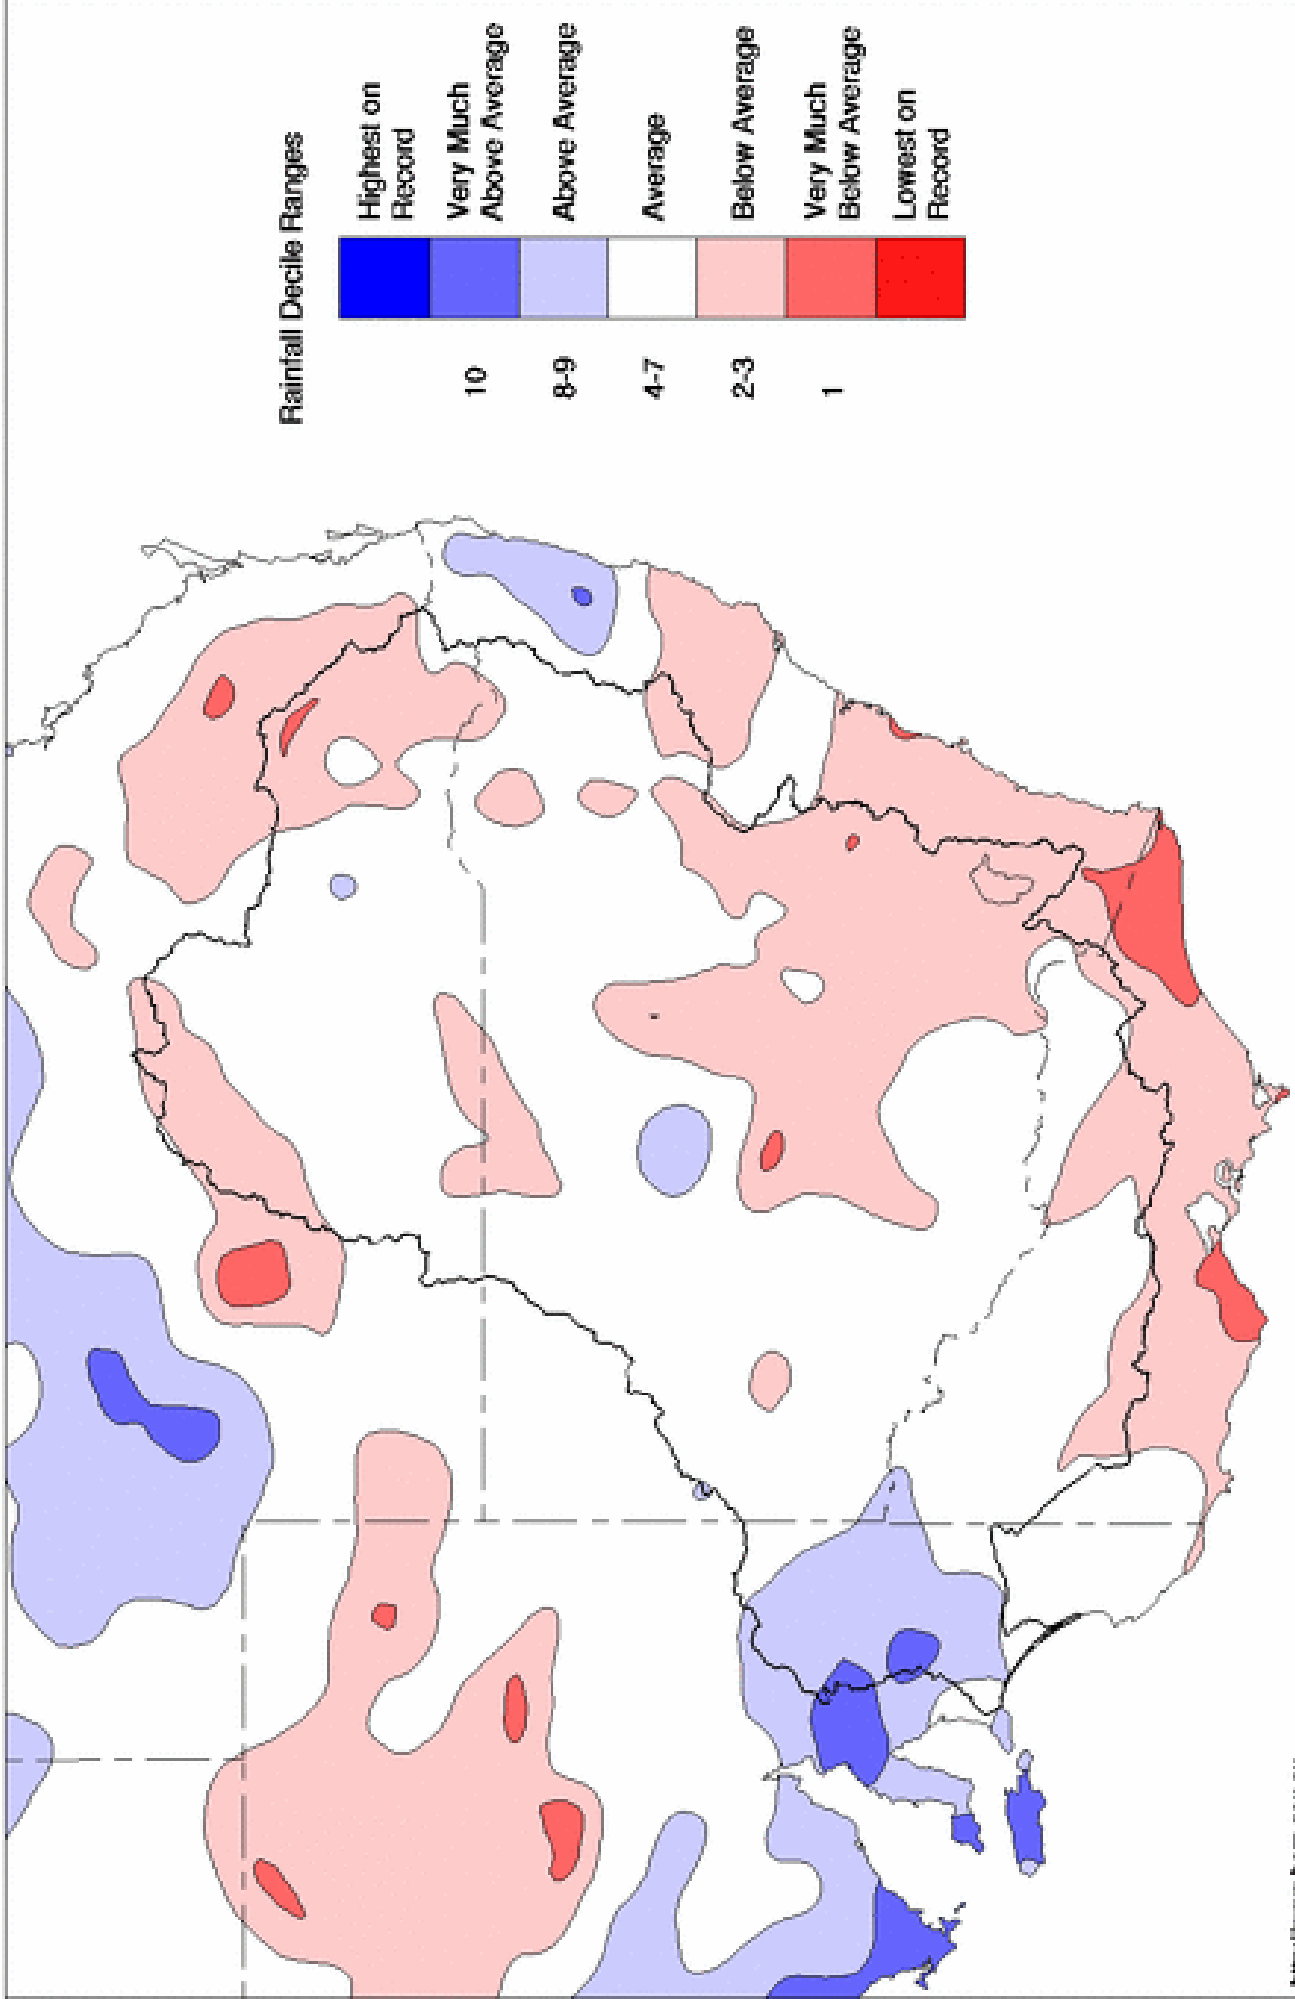 Rainfall Decile Ranges
Highest on
Record
10
Very Much
Above Average
8-9
Above Average
4-7
Average
2-3
Below Average
1
Very Much
Below Average
Lowest on
Record